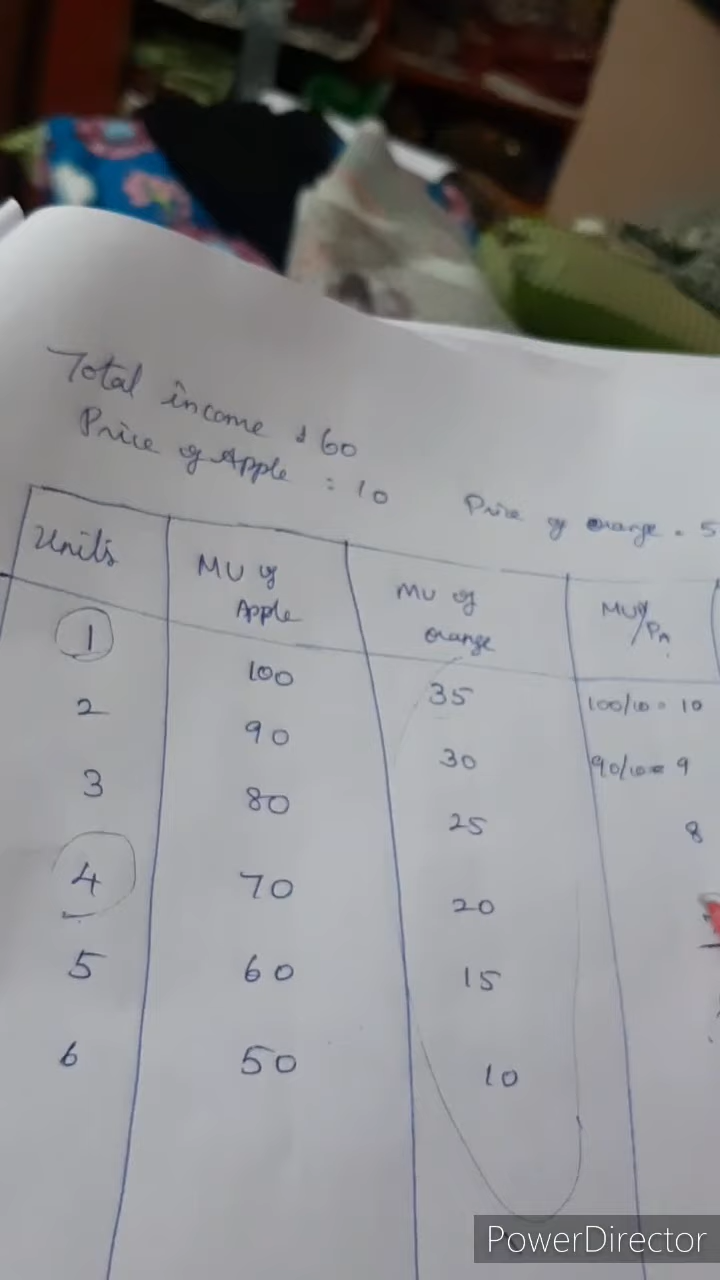 Total income $ 60
Price of Apple : 10 Price of orange = 5
Units MU of Apple MU of orange MU/PA
1 100 35 100/10 = 10
2 90 30 90/10 = 9
3 80 25 8
4 70 20
5 60 15
6 50 10
PowerDirector